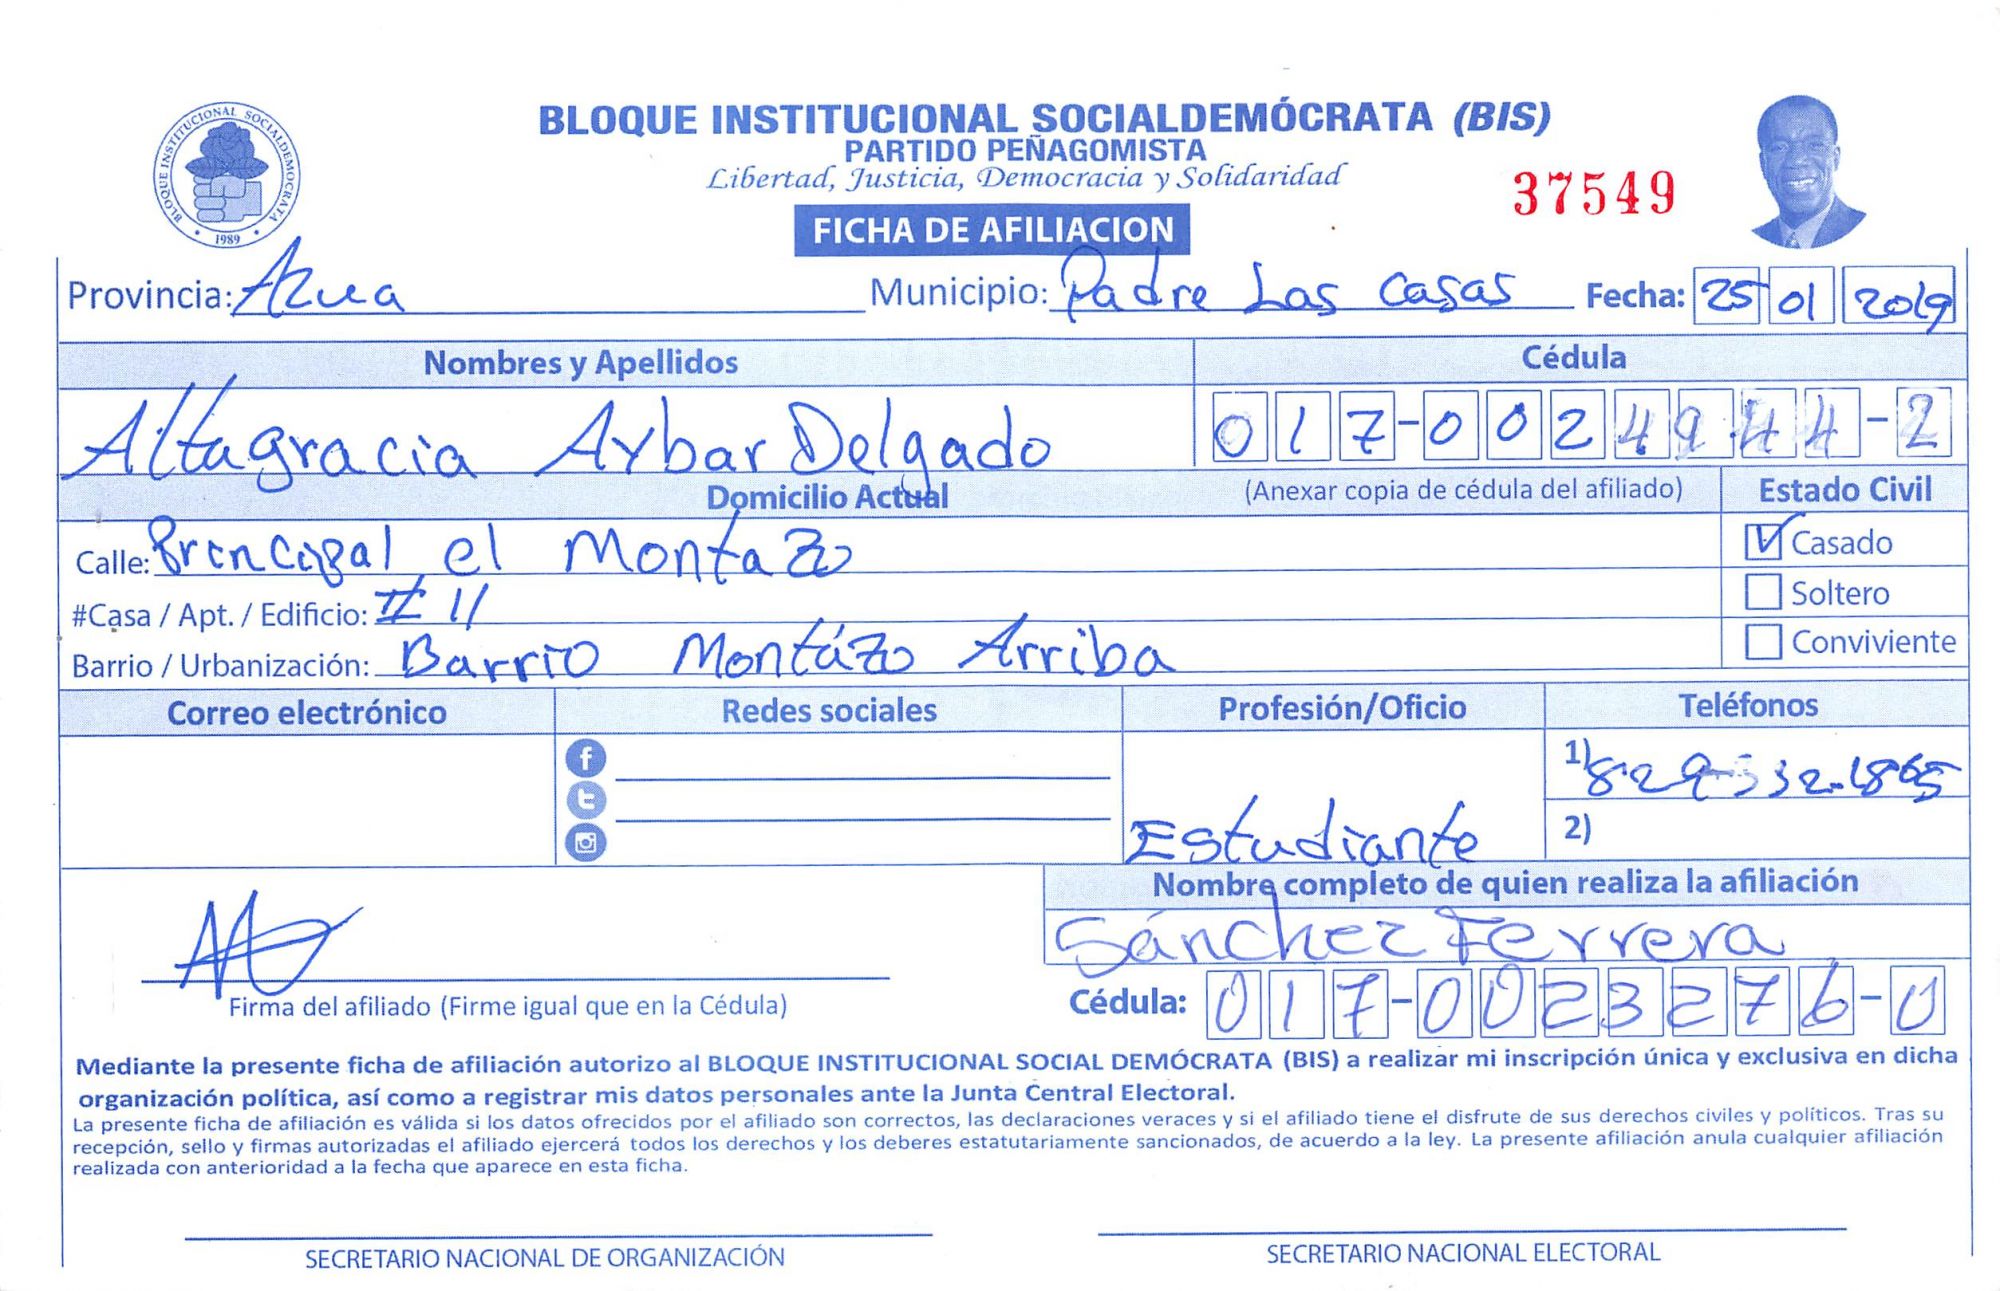 BLOQUE INSTITUCIONAL SOCIALDEMÓCRATA (BIS)
PARTIDO PEÑAGOMISTA
Libertad, Justicia, Democracia y Solidaridad
37549
FICHA DE AFILIACION
BLOQUE INSTITUCIONAL SOCIALDEMOCRATA
1989
Provincia: Azua Municipio: Padre Las Casas Fecha: 25 01 2019
Nombres y Apellidos Cédula
Altagracia Aybar Delgado 017-0024944-2
Domicilio Actual (Anexar copia de cédula del afiliado) Estado Civil
Calle: Prencipal el Montazo Casado
#Casa / Apt. / Edificio: # 11 Soltero
Barrio / Urbanización: Barrio Montázo Arriba Conviviente
Correo electrónico Redes sociales Profesión/Oficio Teléfonos
1) 829-532-1865
Estudiante 2)
Nombre completo de quien realiza la afiliación
Sánchez Ferrera
Firma del afiliado (Firme igual que en la Cédula) Cédula: 017-0023276-0
Mediante la presente ficha de afiliación autorizo al BLOQUE INSTITUCIONAL SOCIAL DEMÓCRATA (BIS) a realizar mi inscripción única y exclusiva en dicha
organización política, así como a registrar mis datos personales ante la Junta Central Electoral.
La presente ficha de afiliación es válida si los datos ofrecidos por el afiliado son correctos, las declaraciones veraces y si el afiliado tiene el disfrute de sus derechos civiles y políticos. Tras su
recepción, sello y firmas autorizadas el afiliado ejercerá todos los derechos y los deberes estatutariamente sancionados, de acuerdo a la ley. La presente afiliación anula cualquier afiliación
realizada con anterioridad a la fecha que aparece en esta ficha.
SECRETARIO NACIONAL DE ORGANIZACIÓN SECRETARIO NACIONAL ELECTORAL